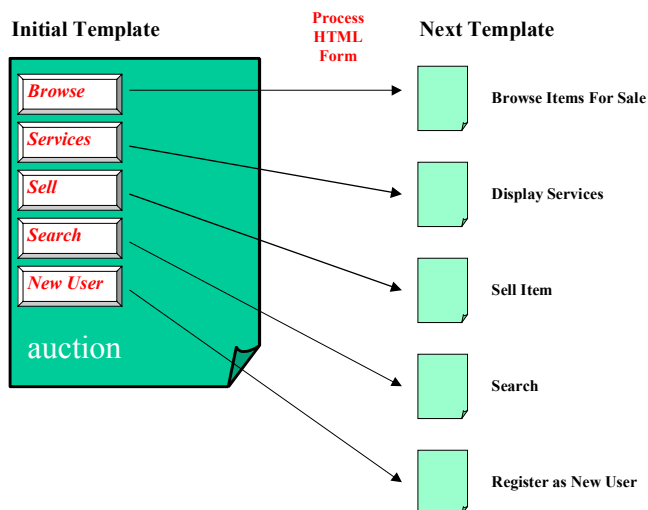 Initial Template
Process
HTML
Form
Next Template
Browse
Services
Sell
Search
New User
auction
Browse Items For Sale
Display Services
Sell Item
Search
Register as New User